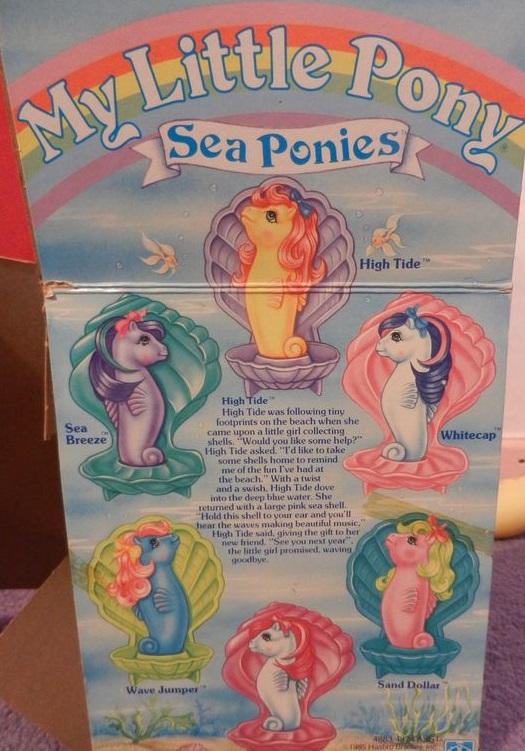 My Little Pony
Sea Ponies
High Tide™
Sea
Breeze™
Whitecap™
High Tide™
High Tide was following tiny
footprints on the beach when she
came upon a little girl collecting
shells. "Would you like some help?"
High Tide asked. "I'd like to take
some shells home to remind
me of the fun I've had at
the beach." With a twist
and a swish, High Tide dove
into the deep blue water. She
returned with a large pink sea shell.
"Hold this shell to your ear and you'll
hear the waves making beautiful music,"
High Tide said, giving the gift to her
new friend. "See you next year",
the little girl promised, waving
goodbye.
Wave Jumper™
Sand Dollar™
1985 Hasbro Bradley, Inc.